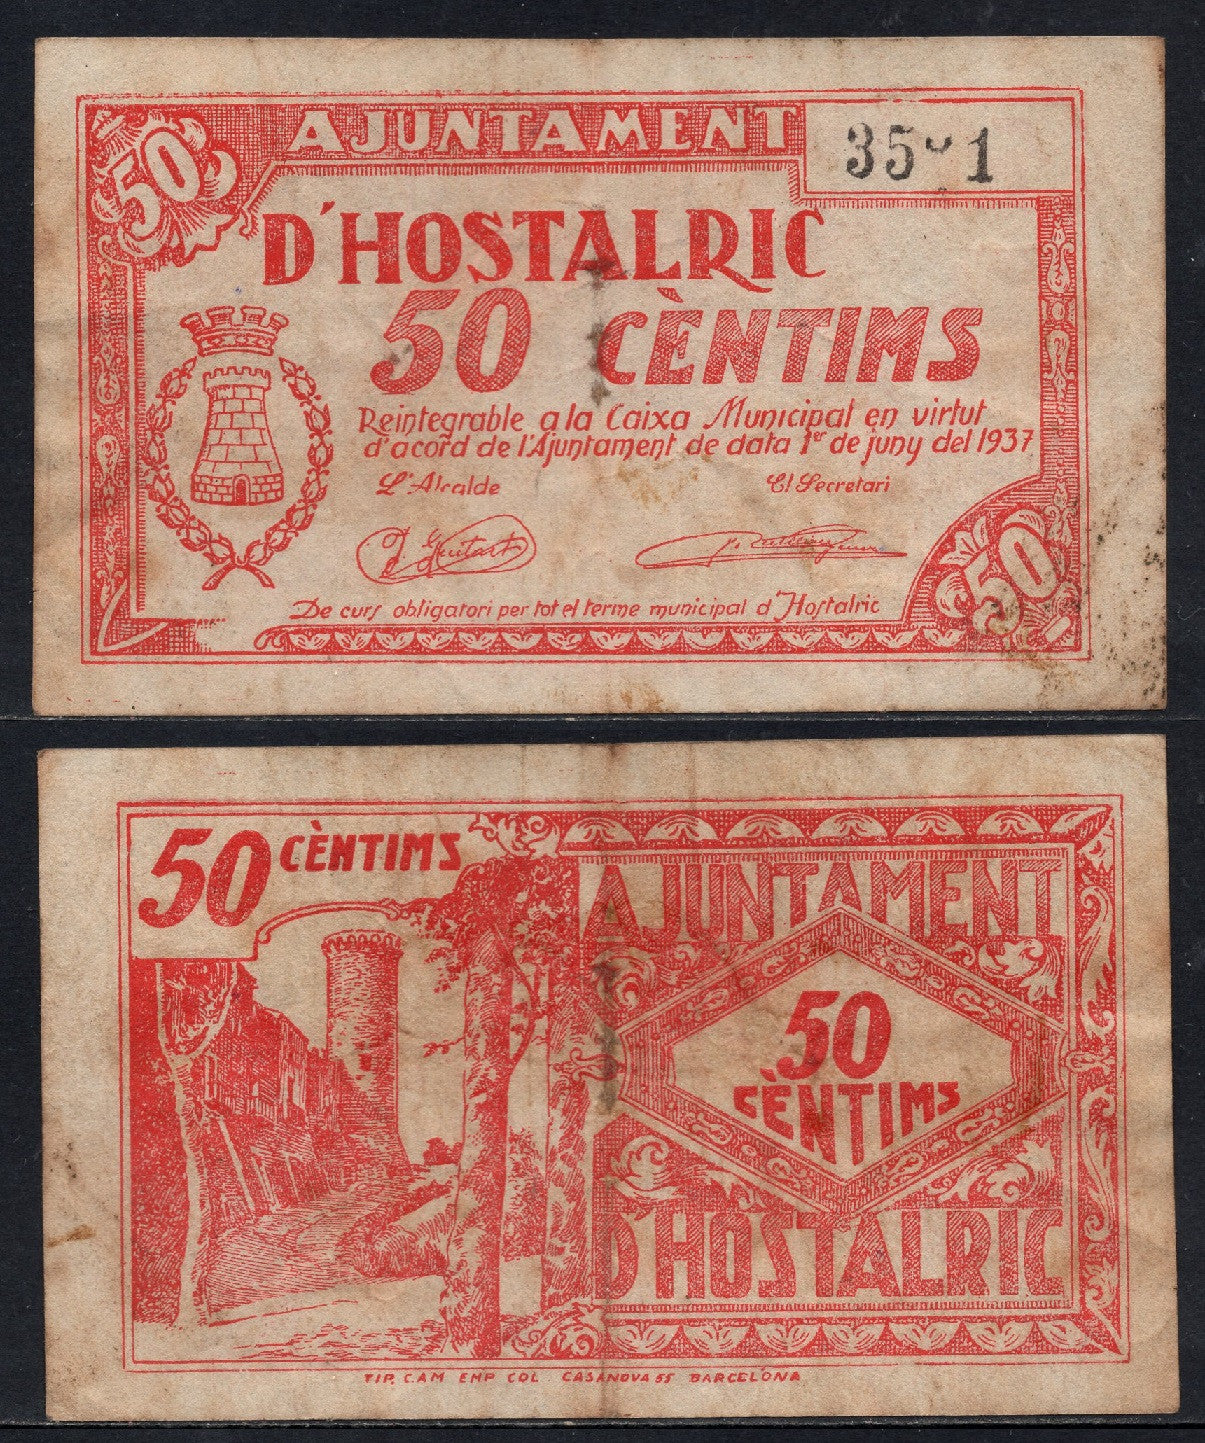 50
AJUNTAMENT
D'HOSTALRIC
50 CÈNTIMS
Reintegrable a la Caixa Municipal en virtut
d'acord de l'Ajuntament de data 1er de juny del 1937
L'Alcalde El Secretari
Guitart
De curs obligatori per tot el terme municipal d'Hostalric
50
50 CÈNTIMS
AJUNTAMENT
50
CÈNTIMS
D'HOSTALRIC
TIP. CAM EMP COL. CASANOVA 55 BARCELONA